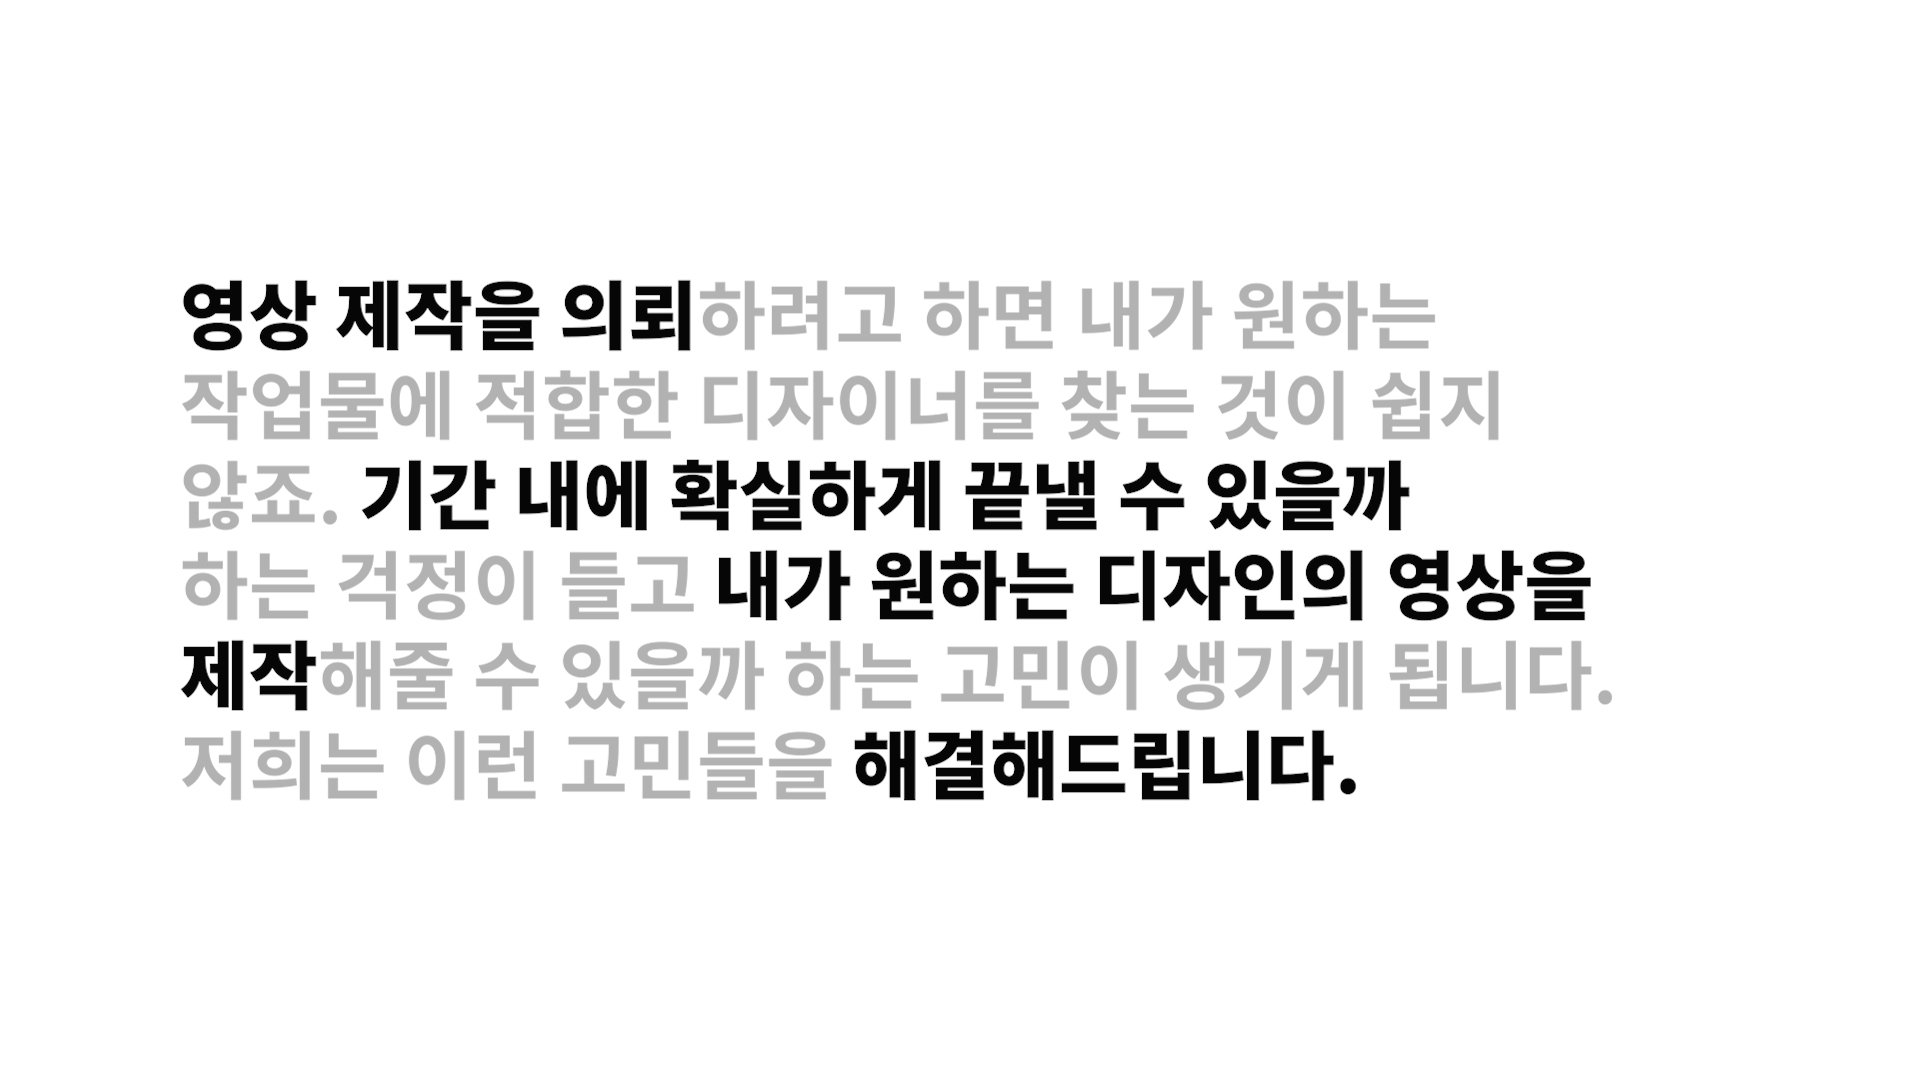 영상 제작을 의뢰하려고 하면 내가 원하는
작업물에 적합한 디자이너를 찾는 것이 쉽지
않죠. 기간 내에 확실하게 끝낼 수 있을까
하는 걱정이 들고 내가 원하는 디자인의 영상을
제작해줄 수 있을까 하는 고민이 생기게 됩니다.
저희는 이런 고민들을 해결해드립니다.